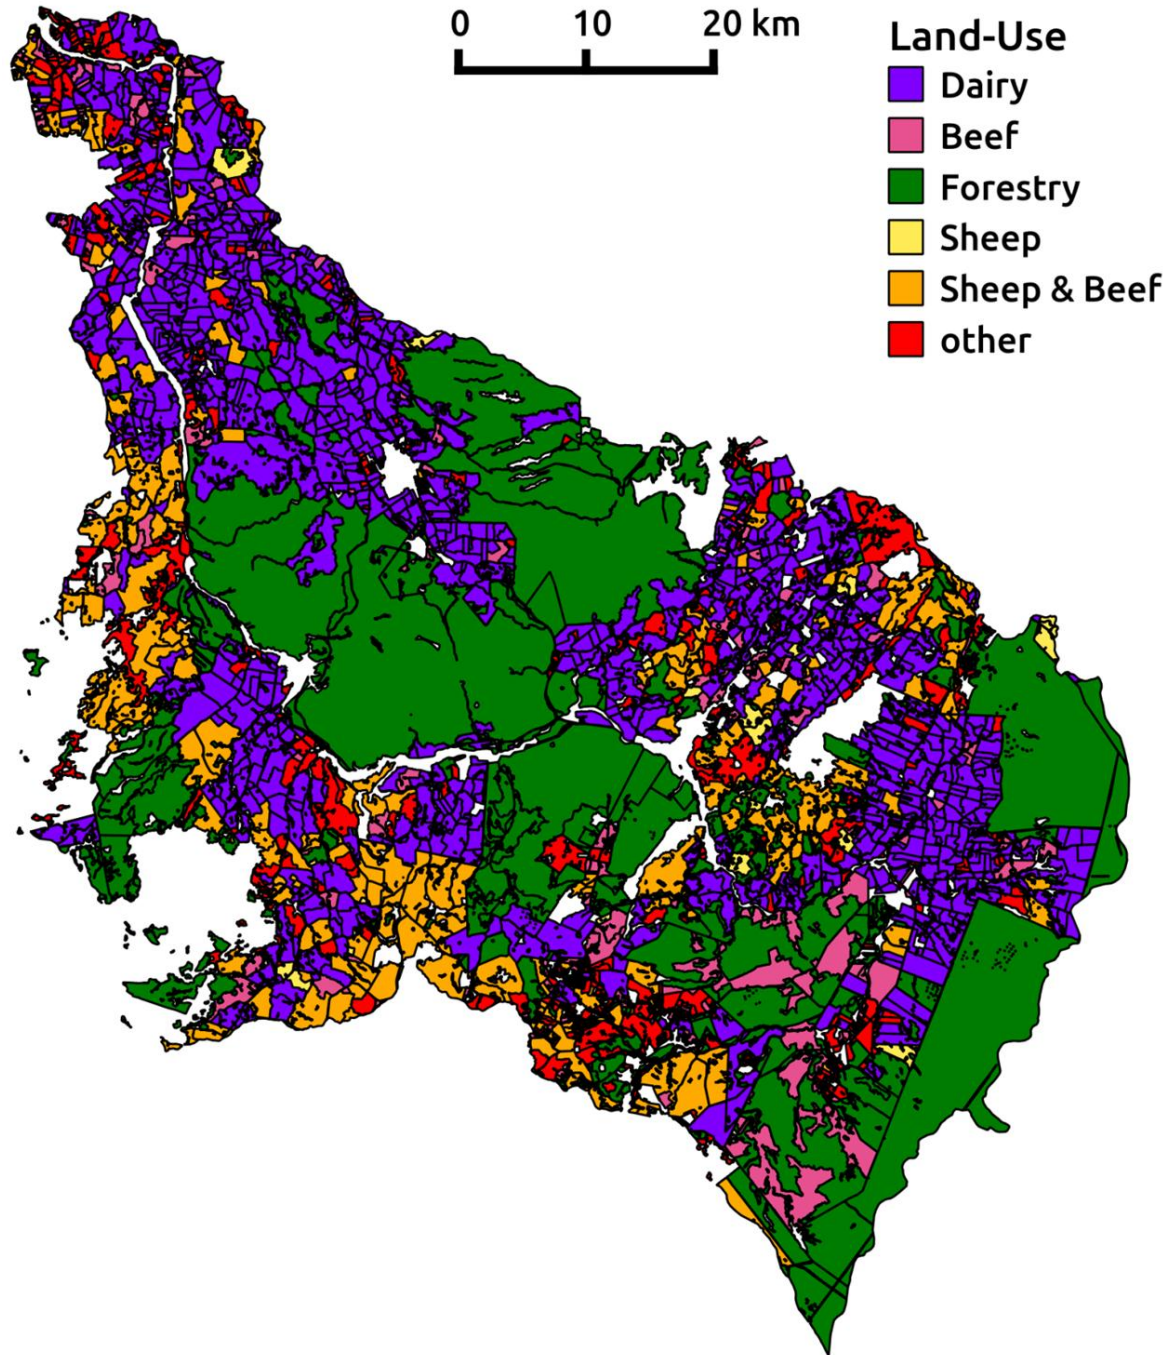 0 10 20 km
Land-Use
Dairy
Beef
Forestry
Sheep
Sheep & Beef
other